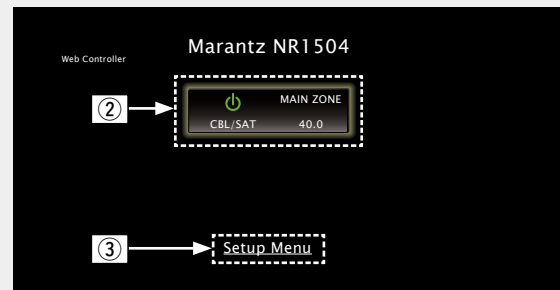 Marantz NR1504
Web Controller
② MAIN ZONE
CBL/SAT 40.0
③ Setup Menu